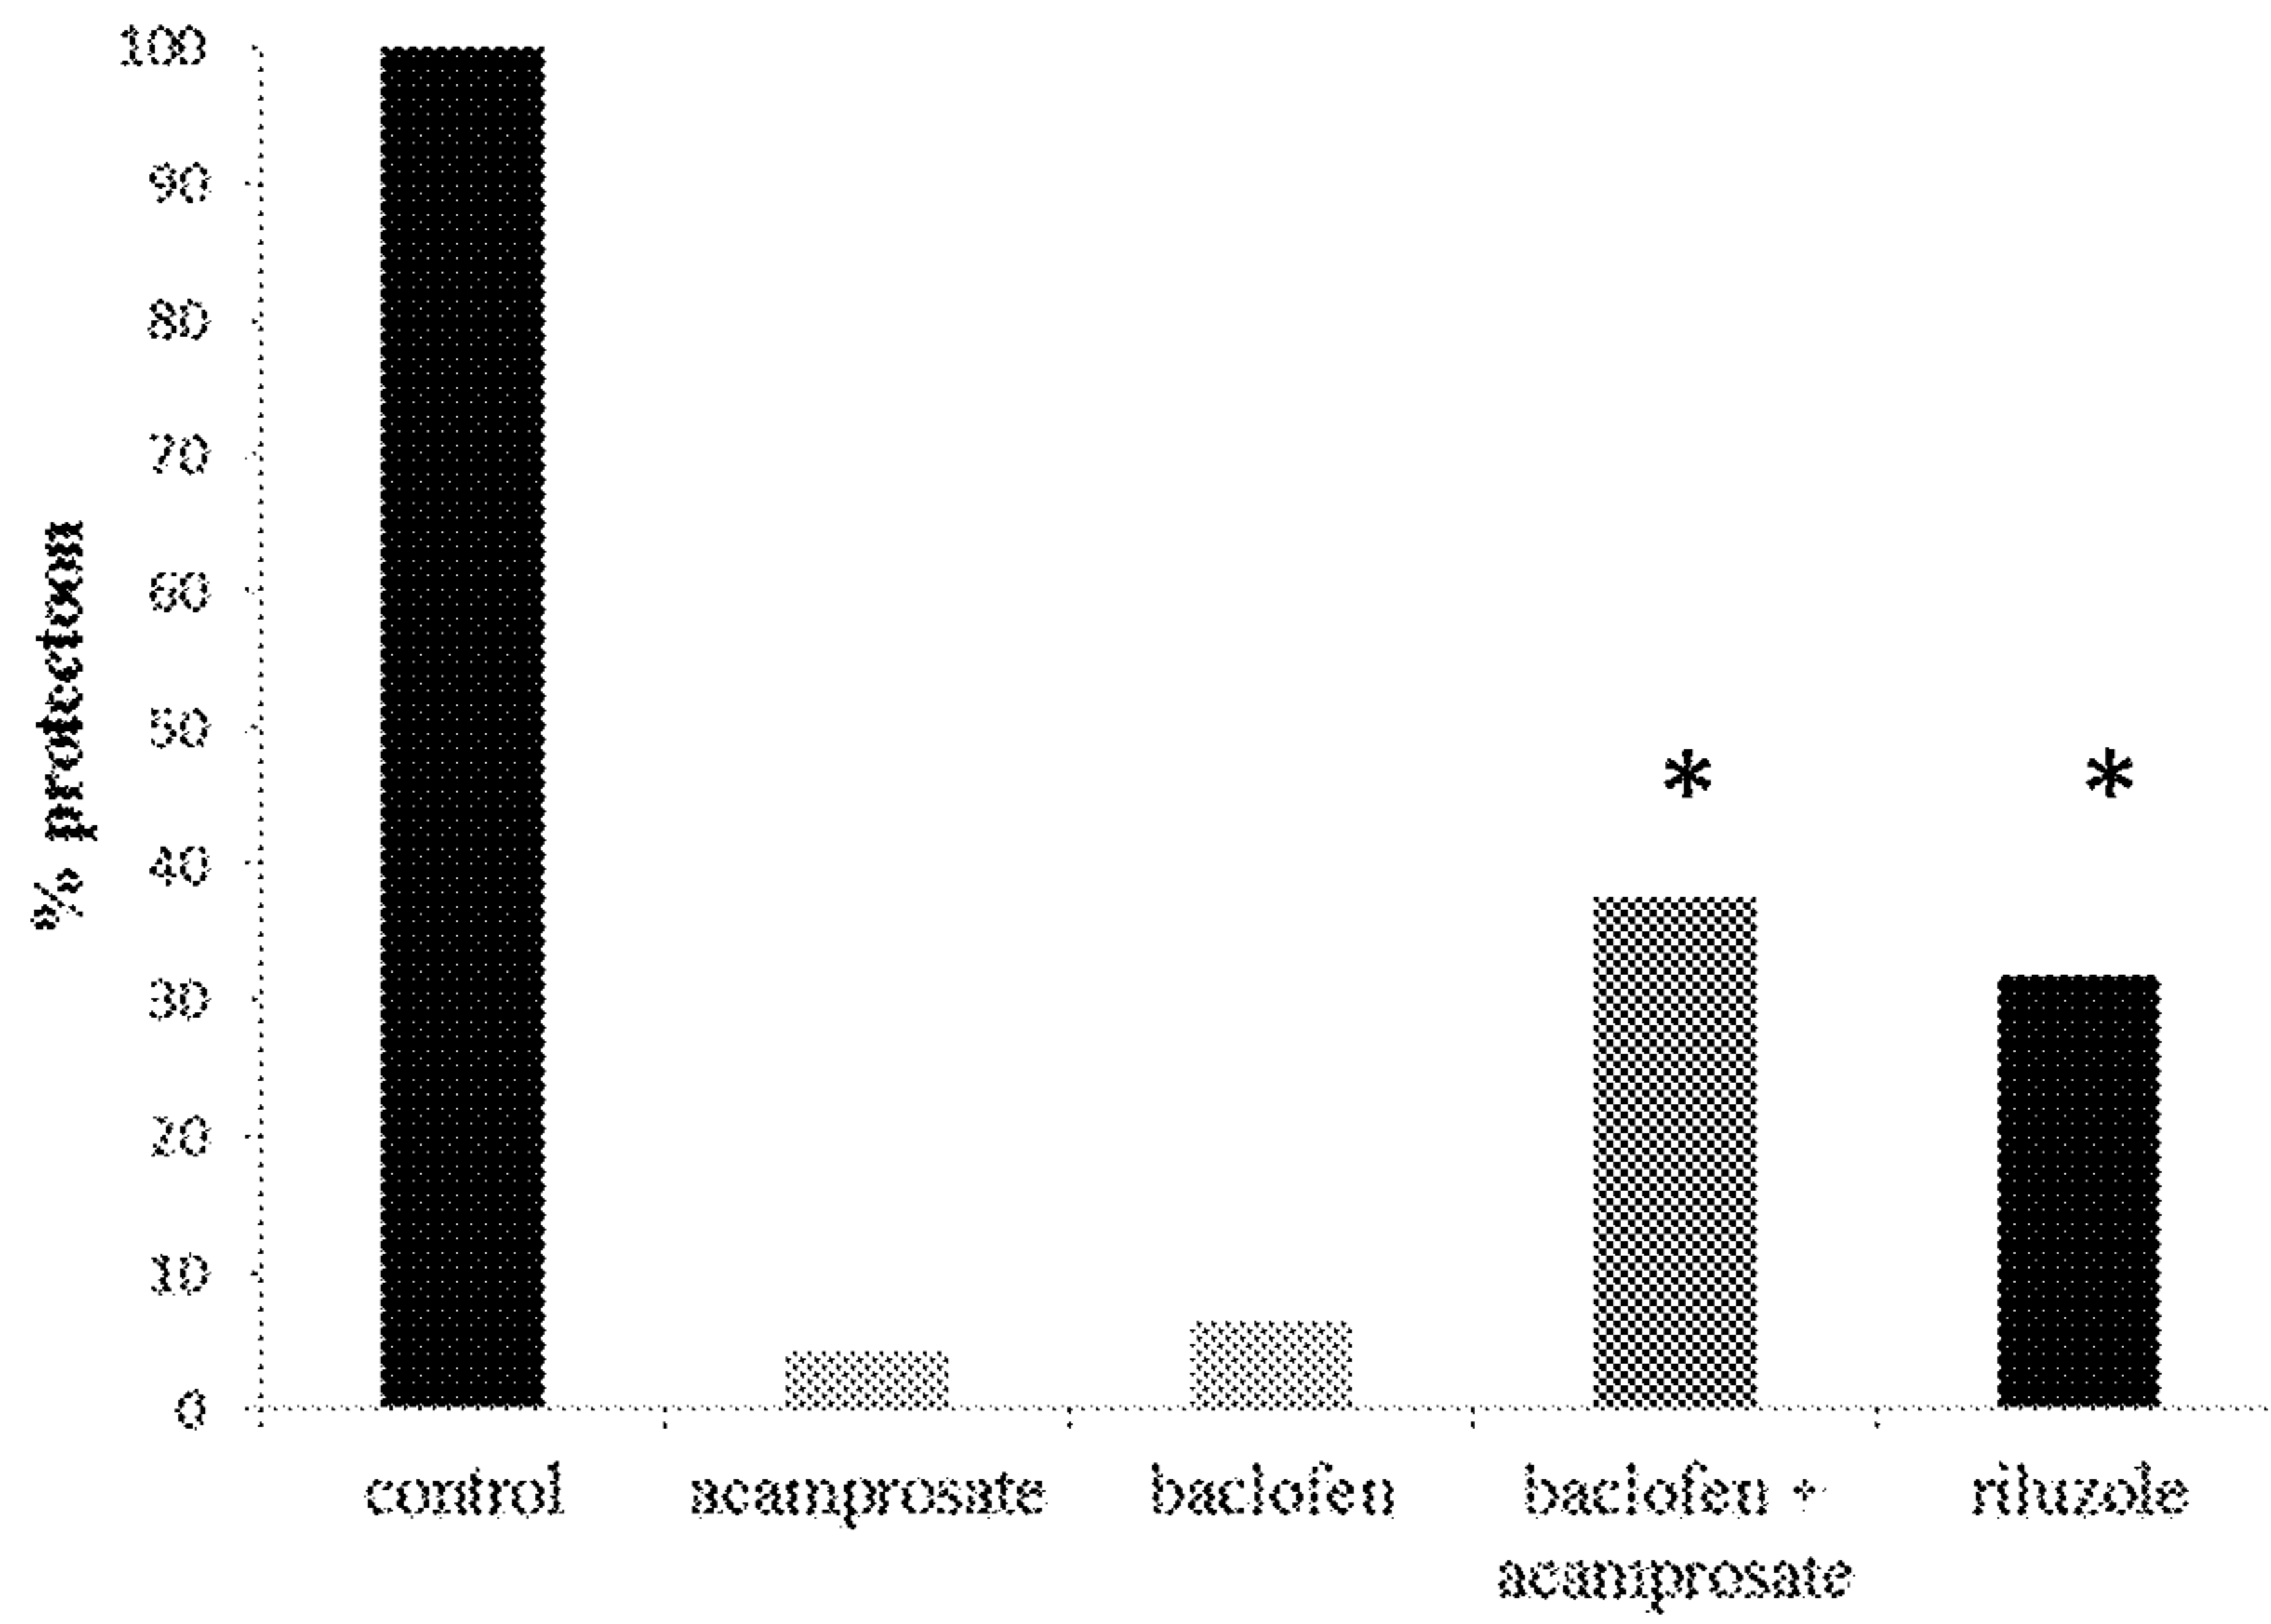 100
90
80
70
60
50
40
30
20
10
0
% protection
*
*
control
acamprosate
baclofen
baclofen +
acamprosate
riluzole